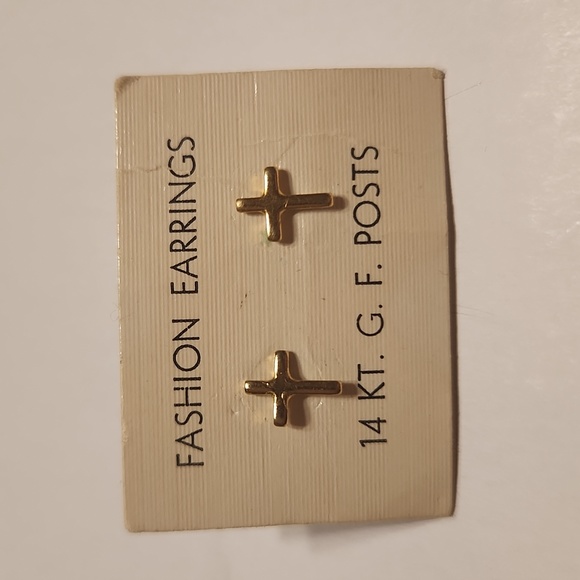 FASHION EARRINGS
14 KT. G. F. POSTS